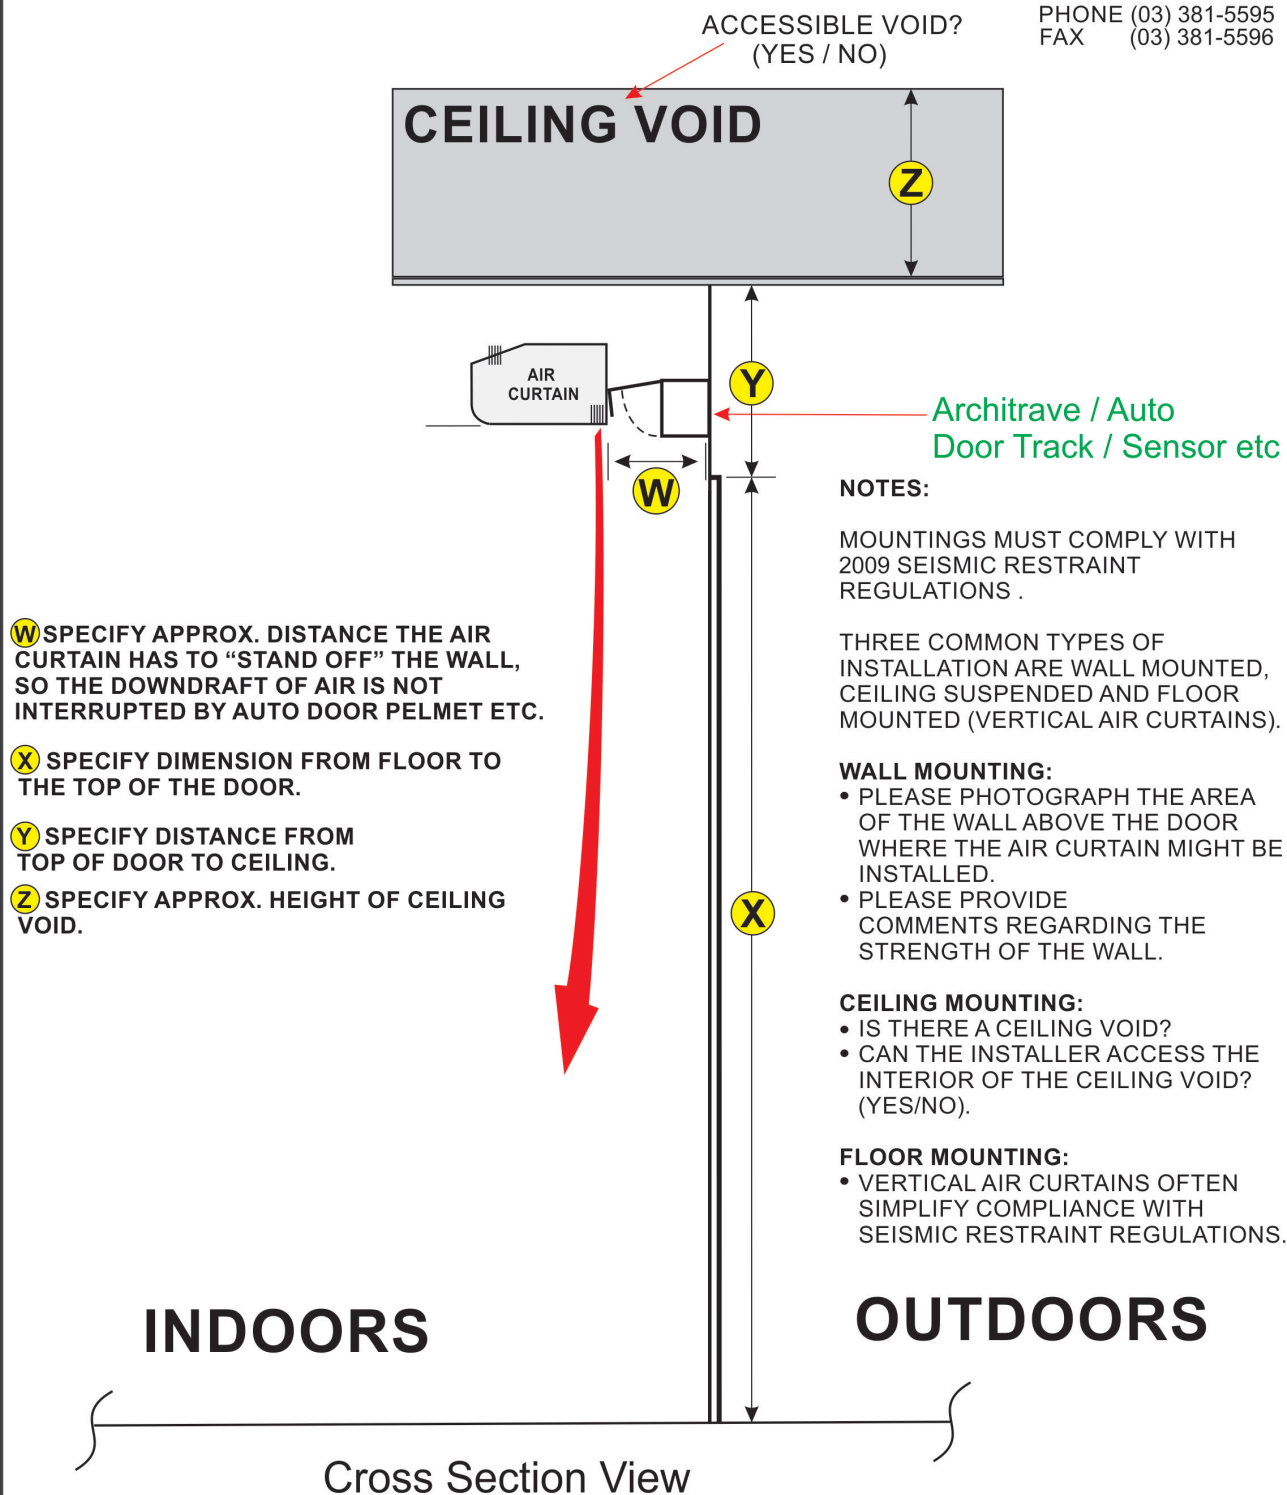 PHONE (03) 381-5595
FAX (03) 381-5596
ACCESSIBLE VOID?
(YES / NO)
CEILING VOID
Z
AIR
CURTAIN
Y
Architrave / Auto
Door Track / Sensor etc
W
NOTES:
MOUNTINGS MUST COMPLY WITH
2009 SEISMIC RESTRAINT
REGULATIONS .
THREE COMMON TYPES OF
INSTALLATION ARE WALL MOUNTED,
CEILING SUSPENDED AND FLOOR
MOUNTED (VERTICAL AIR CURTAINS).
W SPECIFY APPROX. DISTANCE THE AIR
CURTAIN HAS TO “STAND OFF” THE WALL,
SO THE DOWNDRAFT OF AIR IS NOT
INTERRUPTED BY AUTO DOOR PELMET ETC.
X SPECIFY DIMENSION FROM FLOOR TO
THE TOP OF THE DOOR.
Y SPECIFY DISTANCE FROM
TOP OF DOOR TO CEILING.
Z SPECIFY APPROX. HEIGHT OF CEILING
VOID.
X
WALL MOUNTING:
• PLEASE PHOTOGRAPH THE AREA
OF THE WALL ABOVE THE DOOR
WHERE THE AIR CURTAIN MIGHT BE
INSTALLED.
• PLEASE PROVIDE
COMMENTS REGARDING THE
STRENGTH OF THE WALL.
CEILING MOUNTING:
• IS THERE A CEILING VOID?
• CAN THE INSTALLER ACCESS THE
INTERIOR OF THE CEILING VOID?
(YES/NO).
FLOOR MOUNTING:
• VERTICAL AIR CURTAINS OFTEN
SIMPLIFY COMPLIANCE WITH
SEISMIC RESTRAINT REGULATIONS.
INDOORS
OUTDOORS
Cross Section View